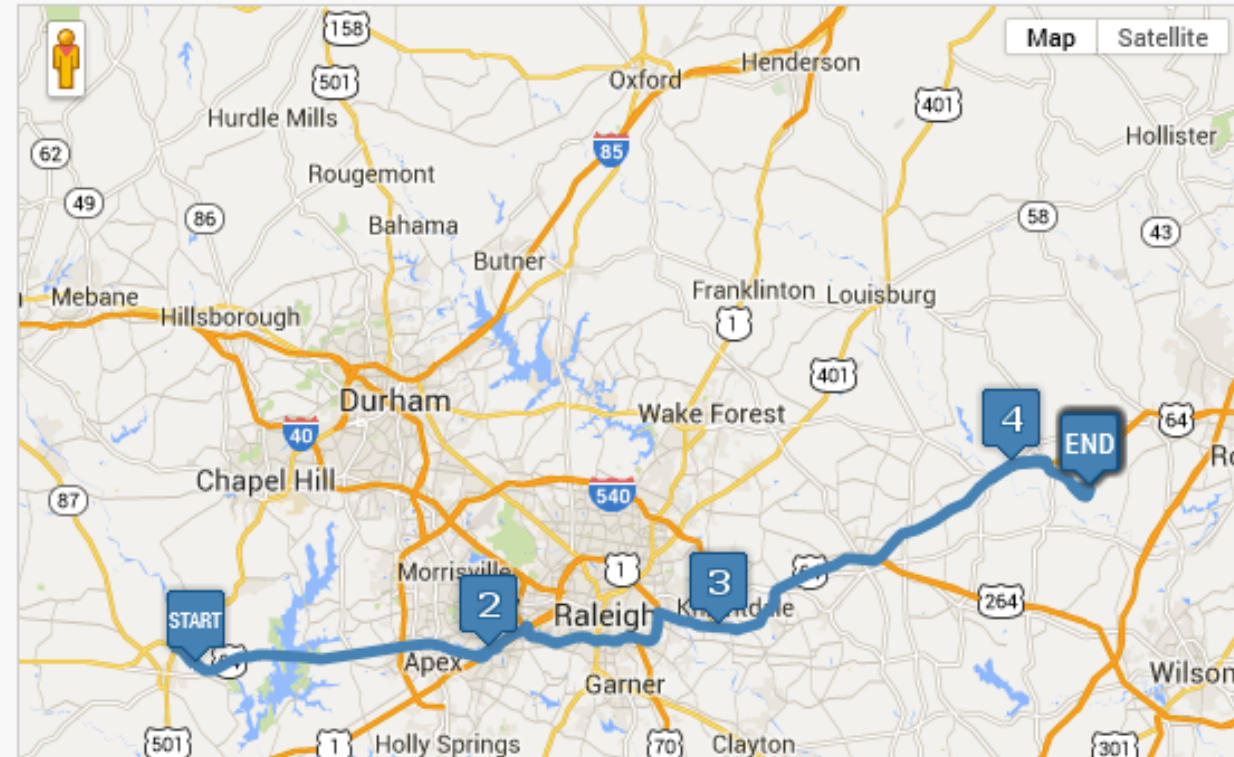 158
Map
Satellite
Henderson
Oxford
501
401
Hurdle Mills
Hollister
62
85
Rougemont
49
86
58
Bahama
43
Butner
Mebane
Franklinton
Louisburg
Hillsborough
1
401
Durham
Wake Forest
4
64
40
END
Chapel Hill
87
540
Morrisville
1
3
2
START
Raleigh
264
Apex
Garner
Wilson
501
1
Holly Springs
70
Clayton
301